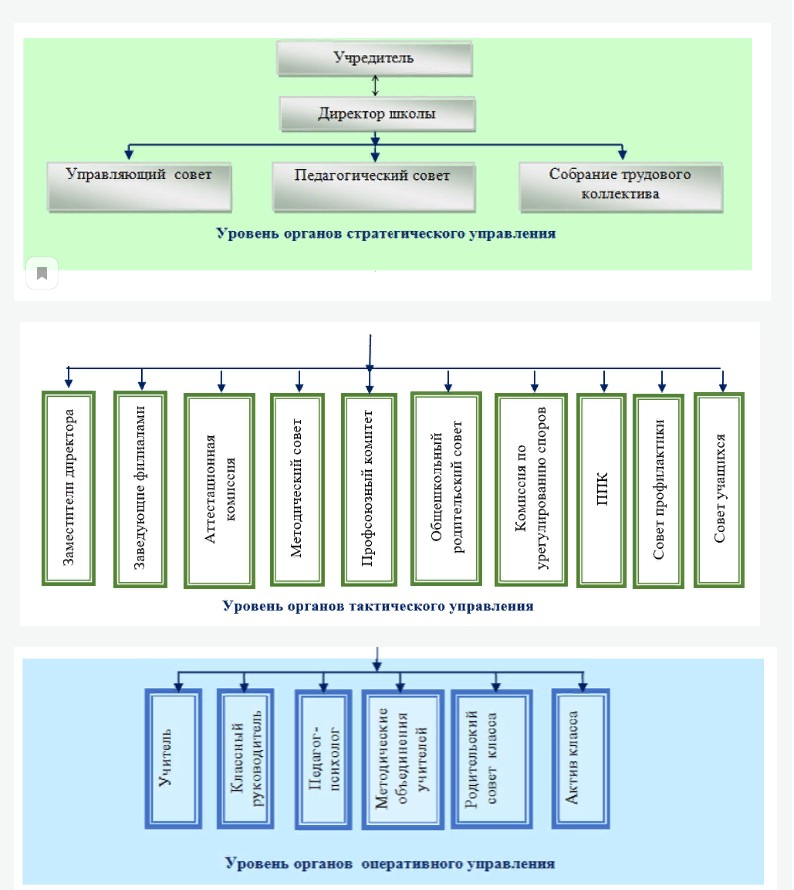 Учредитель
Директор школы
Управляющий совет
Педагогический совет
Собрание трудового
коллектива
Уровень органов стратегического управления
Заместители директора
Заведующие филиалами
Аттестационная
комиссия
Методический совет
Профсоюзный комитет
Общешкольный
родительский совет
Комиссия по
урегулированию споров
ППК
Совет профилактики
Совет учащихся
Уровень органов тактического управления
Учитель
Классный
руководитель
Педагог-
психолог
Методические
объединения
учителей
Родительский
совет класса
Актив класса
Уровень органов оперативного управления